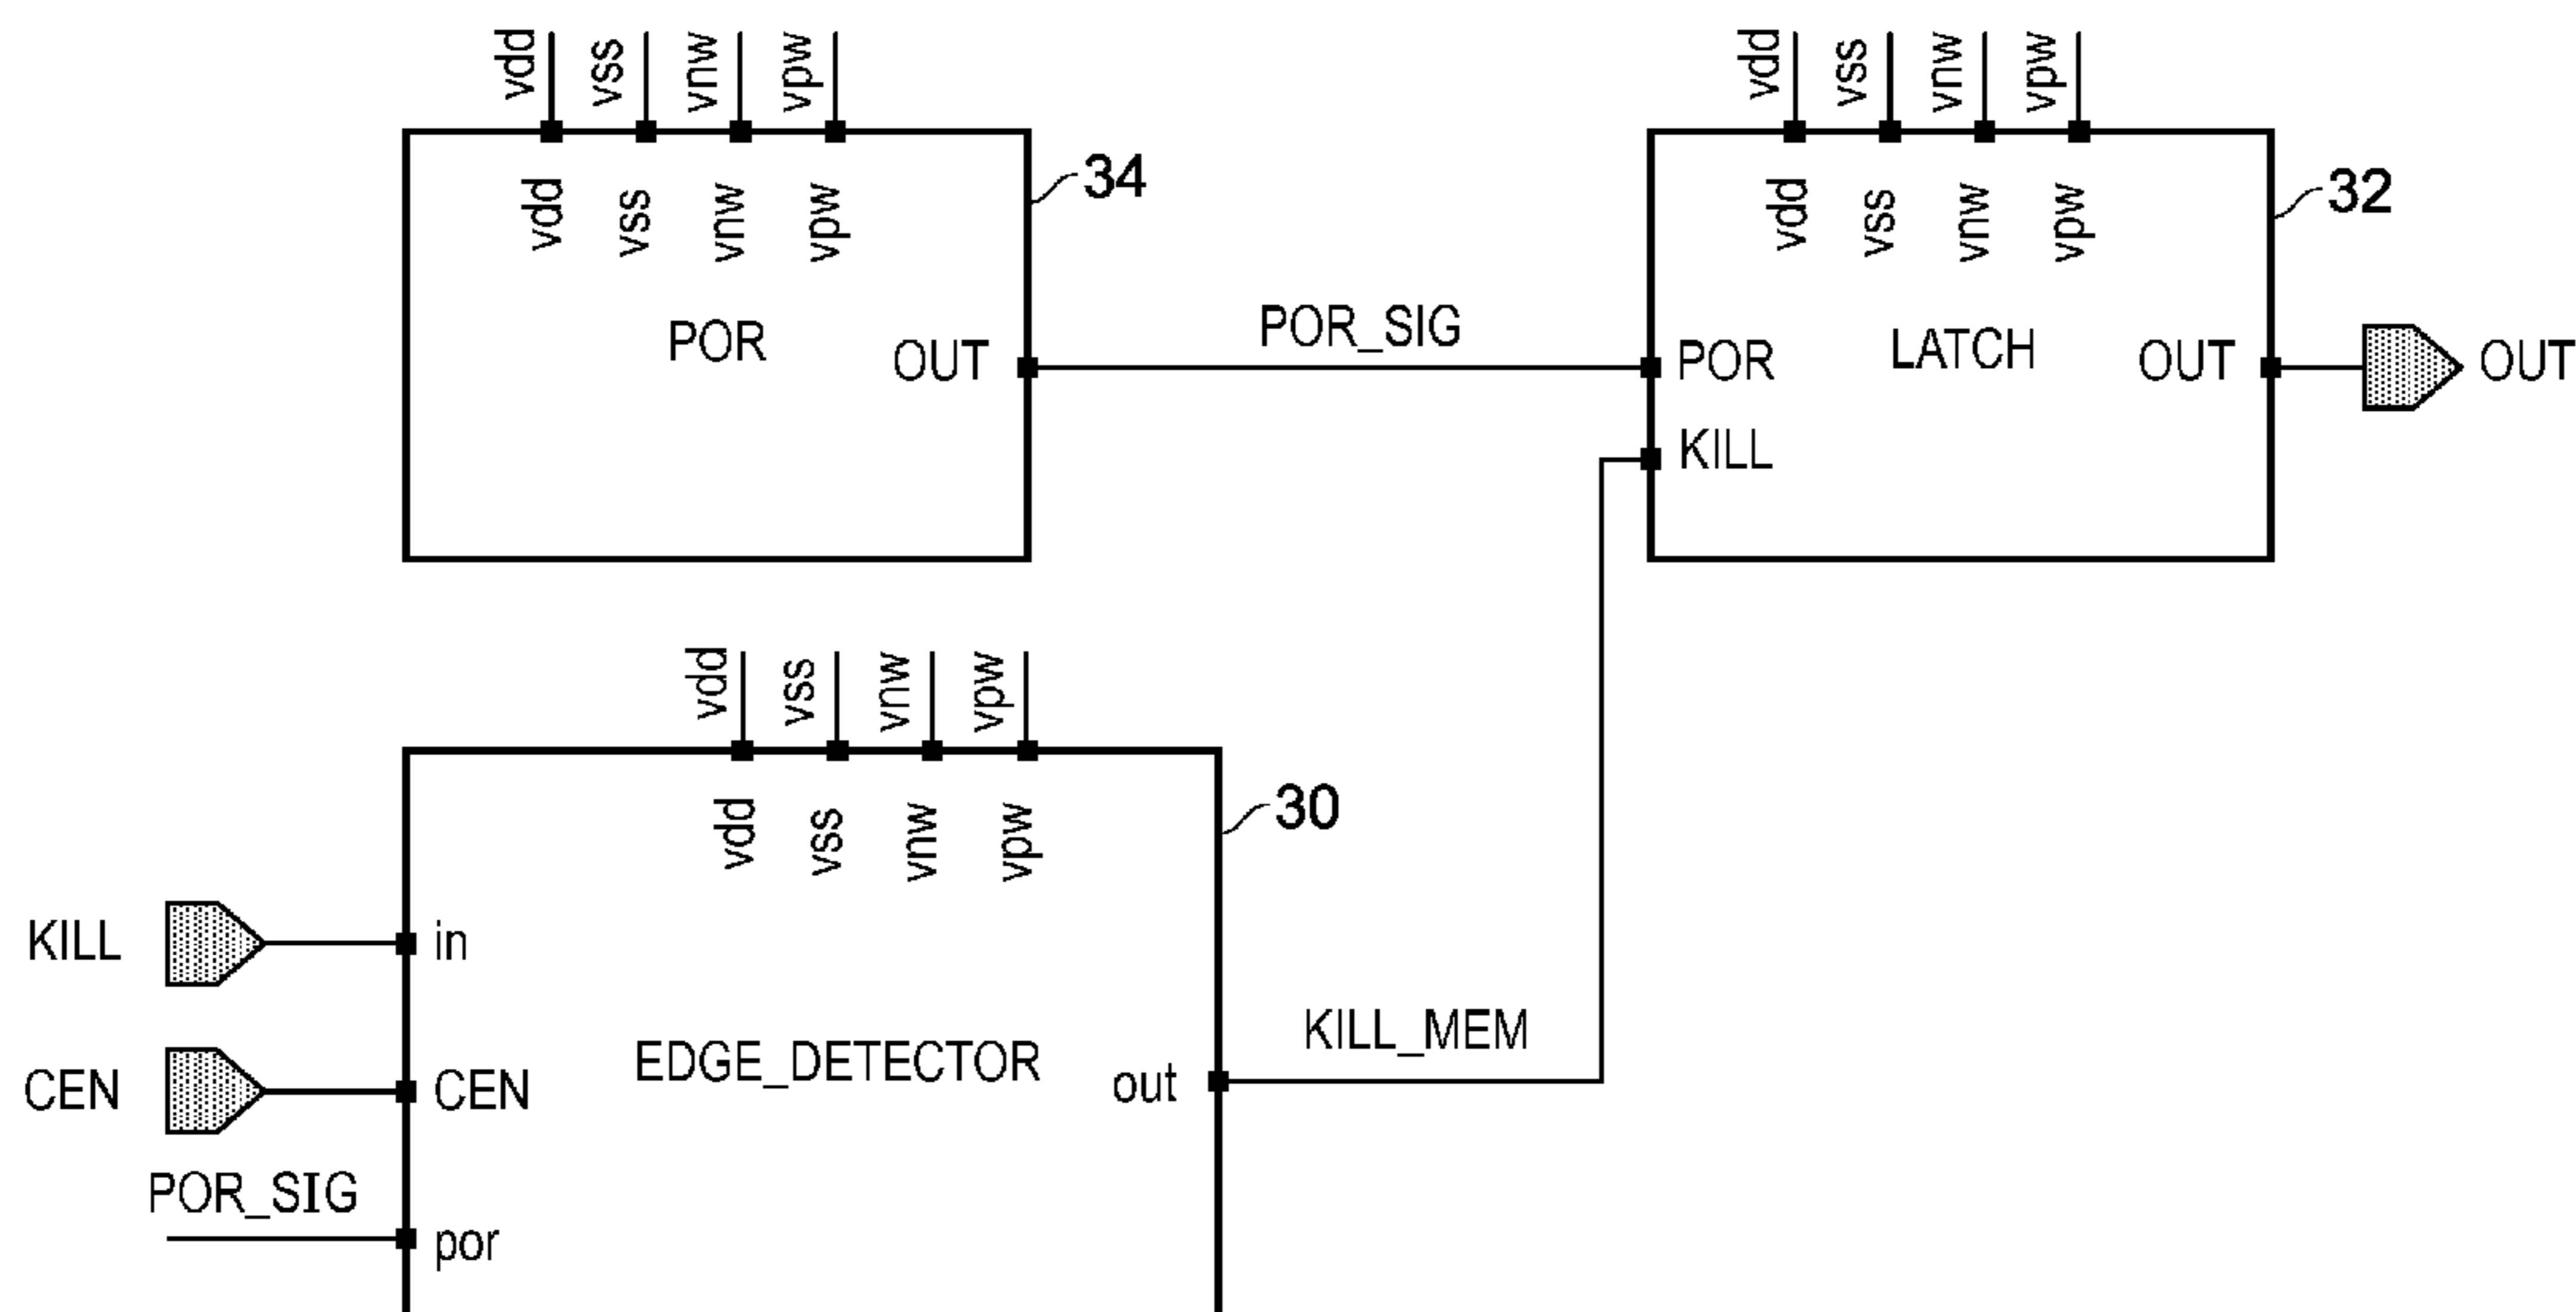 vdd vss vnw vpw
vdd vss vnw vpw
34
POR
OUT
POR_SIG
vdd vss vnw vpw
vdd vss vnw vpw
32
POR
LATCH
OUT
OUT
KILL
vdd vss vnw vpw
vdd vss vnw vpw
30
KILL
in
CEN
CEN
EDGE_DETECTOR
out
KILL_MEM
POR_SIG
por